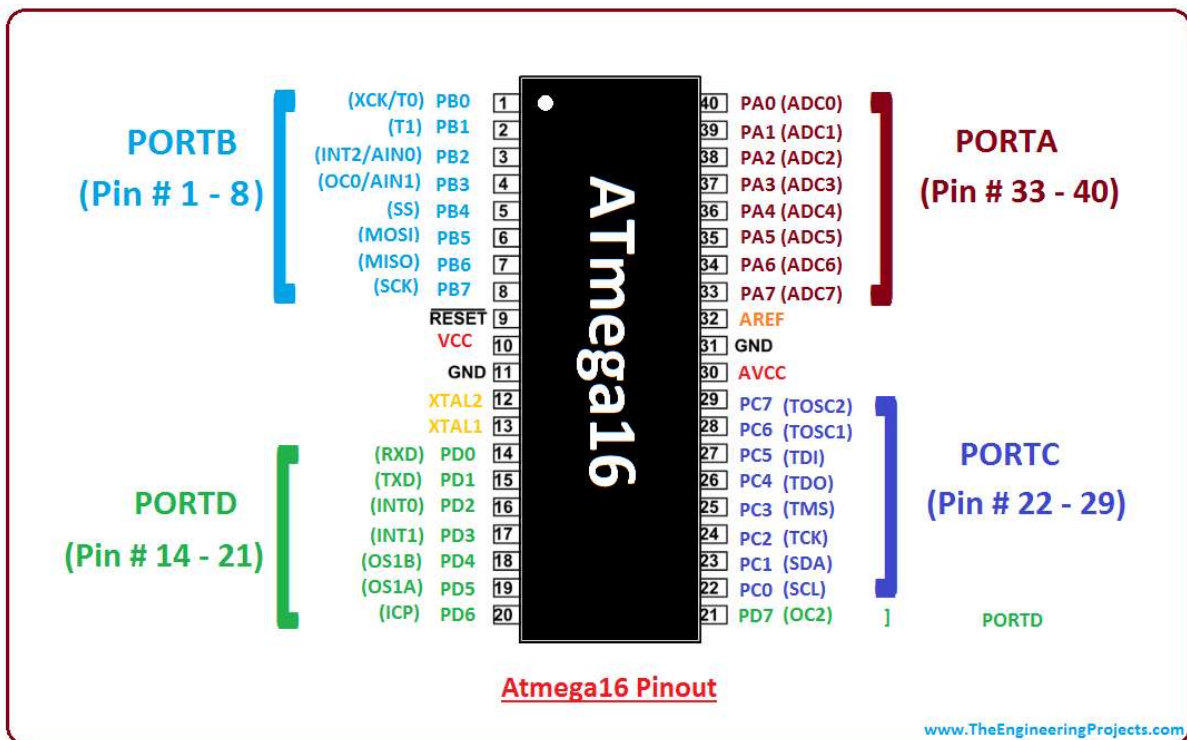 (XCK/T0) PB0 1
(T1) PB1 2
(INT2/AIN0) PB2 3
(OC0/AIN1) PB3 4
(SS) PB4 5
(MOSI) PB5 6
(MISO) PB6 7
(SCK) PB7 8
PORTB
(Pin # 1 - 8)
RESET 9
VCC 10
GND 11
XTAL2 12
XTAL1 13
(RXD) PD0 14
(TXD) PD1 15
(INT0) PD2 16
(INT1) PD3 17
(OS1B) PD4 18
(OS1A) PD5 19
(ICP) PD6 20
PORTD
(Pin # 14 - 21)
ATmega16
40 PA0 (ADC0)
39 PA1 (ADC1)
38 PA2 (ADC2)
37 PA3 (ADC3)
36 PA4 (ADC4)
35 PA5 (ADC5)
34 PA6 (ADC6)
33 PA7 (ADC7)
PORTA
(Pin # 33 - 40)
32 AREF
31 GND
30 AVCC
29 PC7 (TOSC2)
28 PC6 (TOSC1)
27 PC5 (TDI)
26 PC4 (TDO)
25 PC3 (TMS)
24 PC2 (TCK)
23 PC1 (SDA)
22 PC0 (SCL)
PORTC
(Pin # 22 - 29)
21 PD7 (OC2) ] PORTD
Atmega16 Pinout
www.TheEngineeringProjects.com